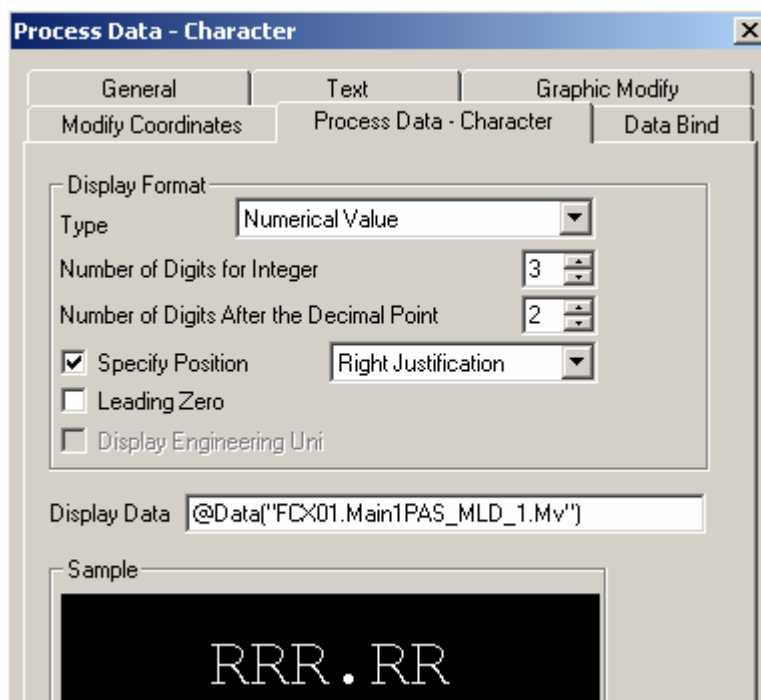 Process Data - Character
General Text Graphic Modify
Modify Coordinates Process Data - Character Data Bind
Display Format
Type Numerical Value
Number of Digits for Integer 3
Number of Digits After the Decimal Point 2
Specify Position Right Justification
Leading Zero
Display Engineering Uni
Display Data @Data("FCX01.Main1PAS_MLD_1.Mv")
Sample
RRR.RR